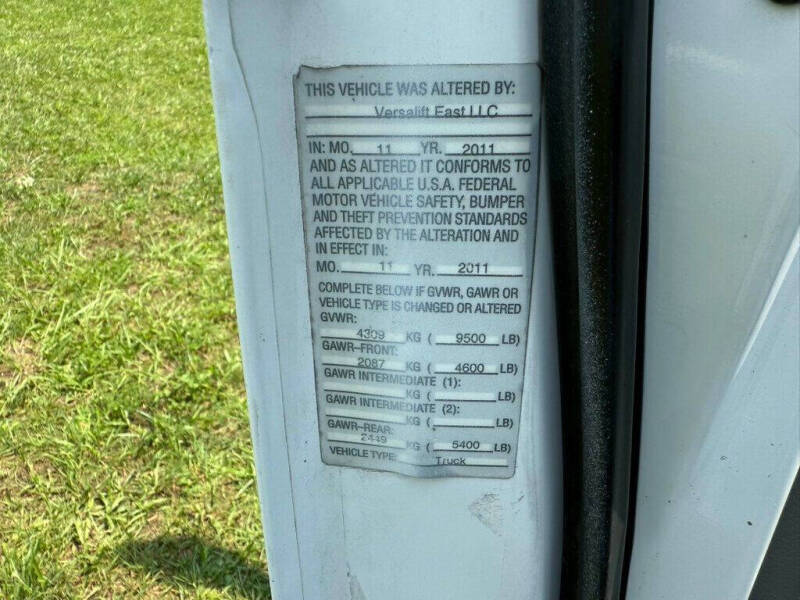 THIS VEHICLE WAS ALTERED BY:
Versalift East LLC
IN: MO. 11 YR. 2011
AND AS ALTERED IT CONFORMS TO
ALL APPLICABLE U.S.A. FEDERAL
MOTOR VEHICLE SAFETY, BUMPER
AND THEFT PREVENTION STANDARDS
AFFECTED BY THE ALTERATION AND
IN EFFECT IN:
MO. 11 YR. 2011
COMPLETE BELOW IF GVWR, GAWR OR
VEHICLE TYPE IS CHANGED OR ALTERED
GVWR:
4309 KG ( 9500 LB)
GAWR-FRONT:
2087 KG ( 4600 LB)
GAWR INTERMEDIATE (1):
KG ( LB)
GAWR INTERMEDIATE (2):
KG ( LB)
GAWR-REAR:
2449 KG ( 5400 LB)
VEHICLE TYPE: Truck